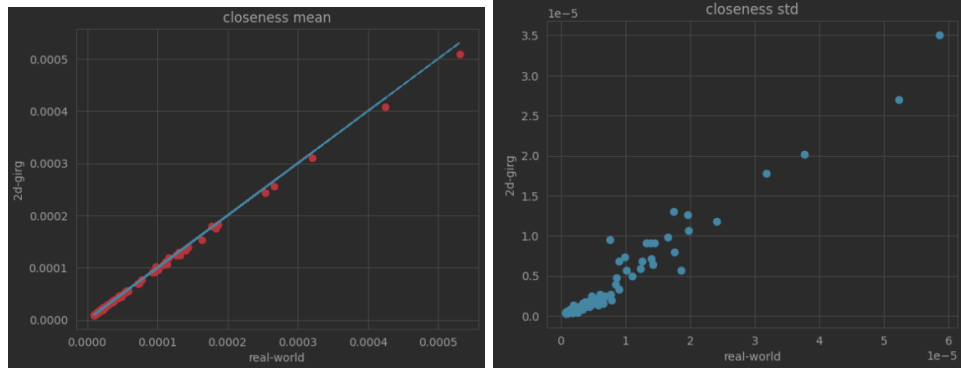 closeness mean
0.0005
0.0004
0.0003
0.0002
0.0001
0.0000
2d-girg
0.0000 0.0001 0.0002 0.0003 0.0004 0.0005
real-world
closeness std
1e−5
3.5
3.0
2.5
2.0
1.5
1.0
0.5
0.0
2d-girg
0 1 2 3 4 5 6
real-world
1e−5